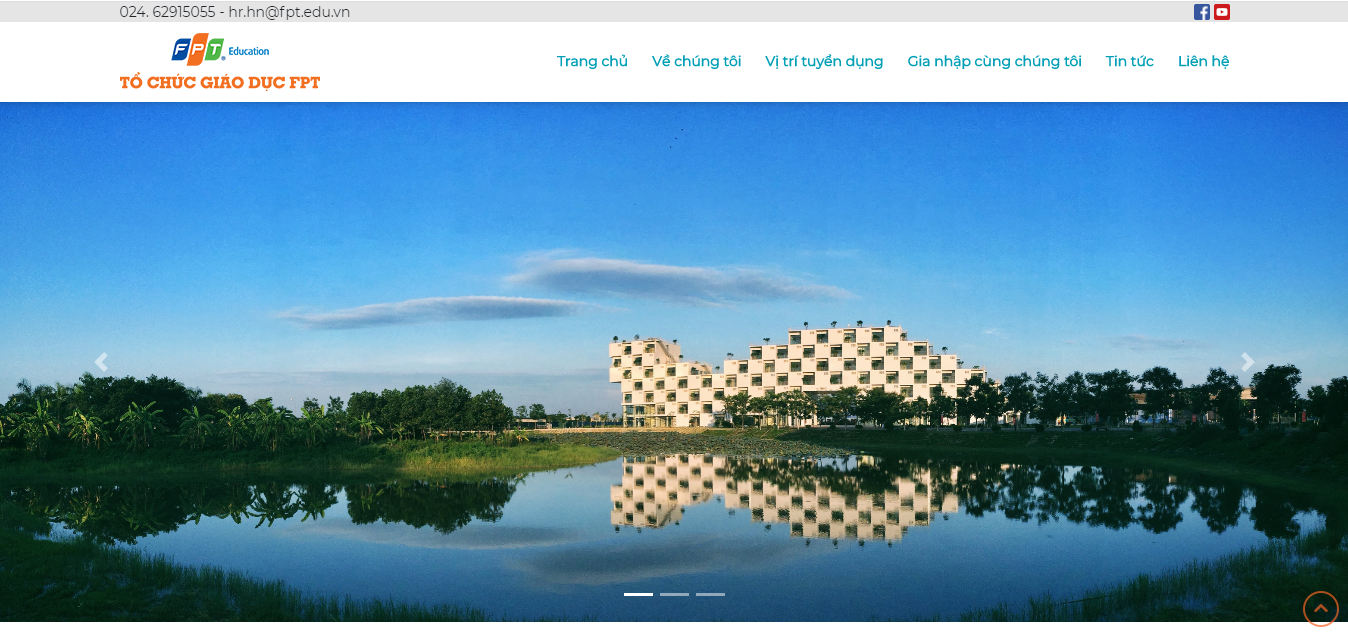 024. 62915055 - hr.hn@fpt.edu.vn
FPT Education
TỔ CHỨC GIÁO DỤC FPT
Trang chủ Về chúng tôi Vị trí tuyển dụng Gia nhập cùng chúng tôi Tin tức Liên hệ